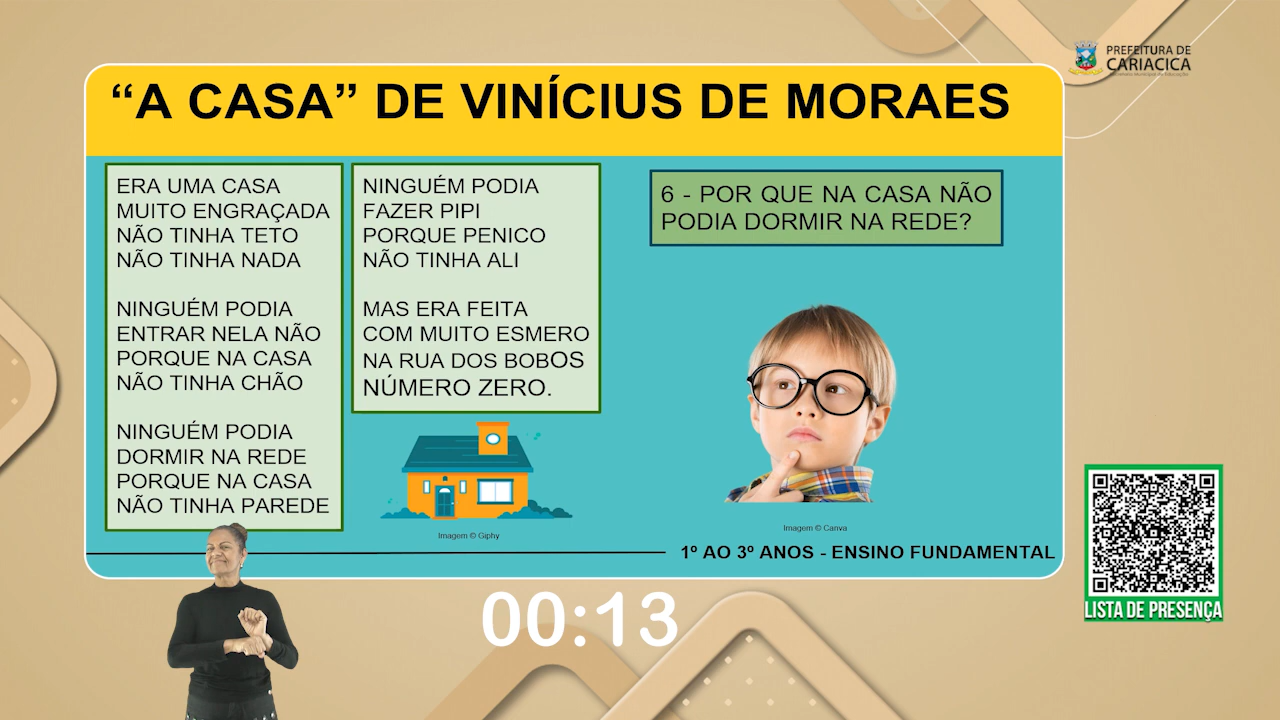 PREFEITURA DE
CARIACICA
“A CASA” DE VINÍCIUS DE MORAES
ERA UMA CASA
MUITO ENGRAÇADA
NÃO TINHA TETO
NÃO TINHA NADA
NINGUÉM PODIA
ENTRAR NELA NÃO
PORQUE NA CASA
NÃO TINHA CHÃO
NINGUÉM PODIA
DORMIR NA REDE
PORQUE NA CASA
NÃO TINHA PAREDE
NINGUÉM PODIA
FAZER PIPI
PORQUE PENICO
NÃO TINHA ALI
MAS ERA FEITA
COM MUITO ESMERO
NA RUA DOS BOBOS
NÚMERO ZERO.
Imagem © Giphy
6 - POR QUE NA CASA NÃO
PODIA DORMIR NA REDE?
Imagem © Canva
1º AO 3º ANOS - ENSINO FUNDAMENTAL
LISTA DE PRESENÇA
00:13